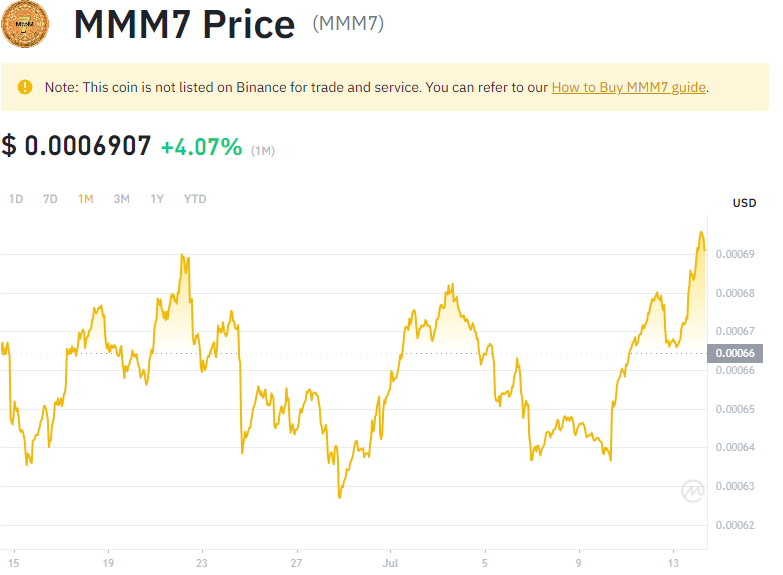 MMM7 Price (MMM7)
MMM
7
Note: This coin is not listed on Binance for trade and service. You can refer to our How to Buy MMM7 guide.
$ 0.0006907 +4.07% (1M)
1D 7D 1M 3M 1Y YTD
USD
0.00069
0.00068
0.00067
0.00066
0.00066
0.00065
0.00064
0.00063
0.00062
15 19 23 27 Jul 5 9 13